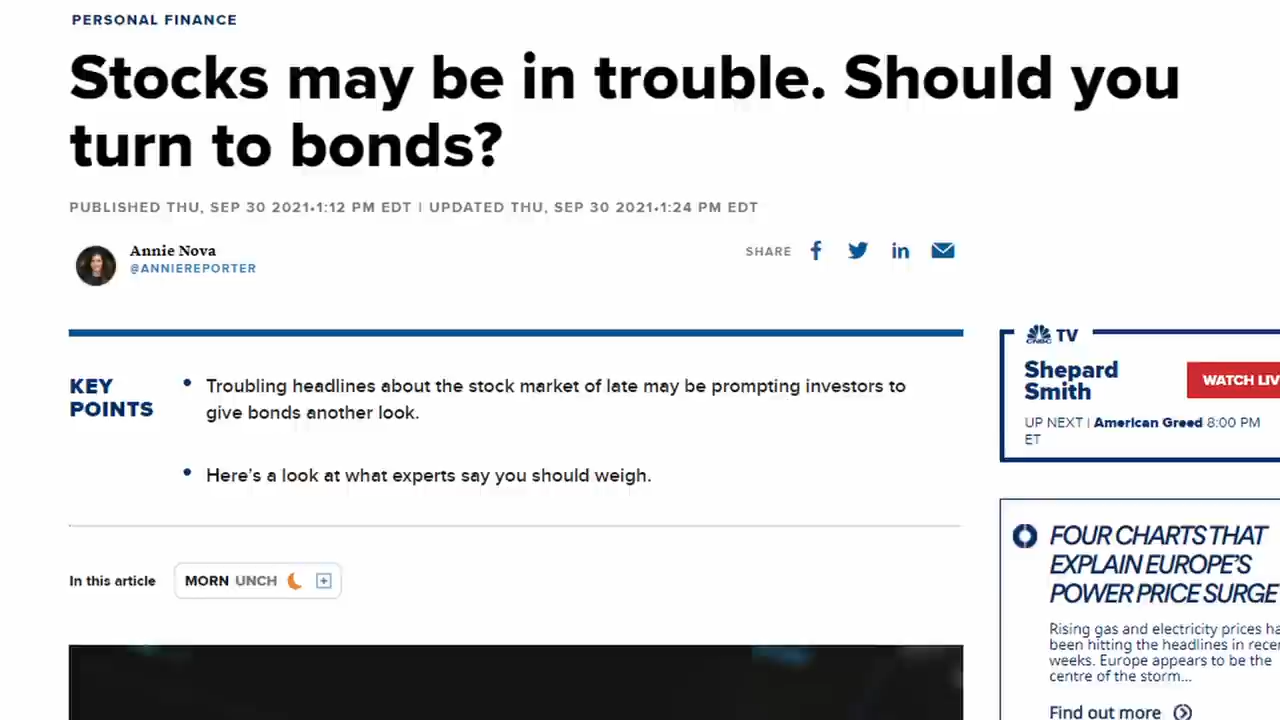 PERSONAL FINANCE
Stocks may be in trouble. Should you
turn to bonds?
PUBLISHED THU, SEP 30 2021•1:12 PM EDT | UPDATED THU, SEP 30 2021•1:24 PM EDT
Annie Nova
@ANNIEREPORTER
SHARE
KEY
POINTS
• Troubling headlines about the stock market of late may be prompting investors to
give bonds another look.
• Here's a look at what experts say you should weigh.
In this article
MORN UNCH
CNBC TV
Shepard
Smith
WATCH LIV
UP NEXT | American Greed 8:00 PM
ET
FOUR CHARTS THAT
EXPLAIN EUROPE'S
POWER PRICE SURGE
Rising gas and electricity prices ha
been hitting the headlines in recen
weeks. Europe appears to be the
centre of the storm...
Find out more